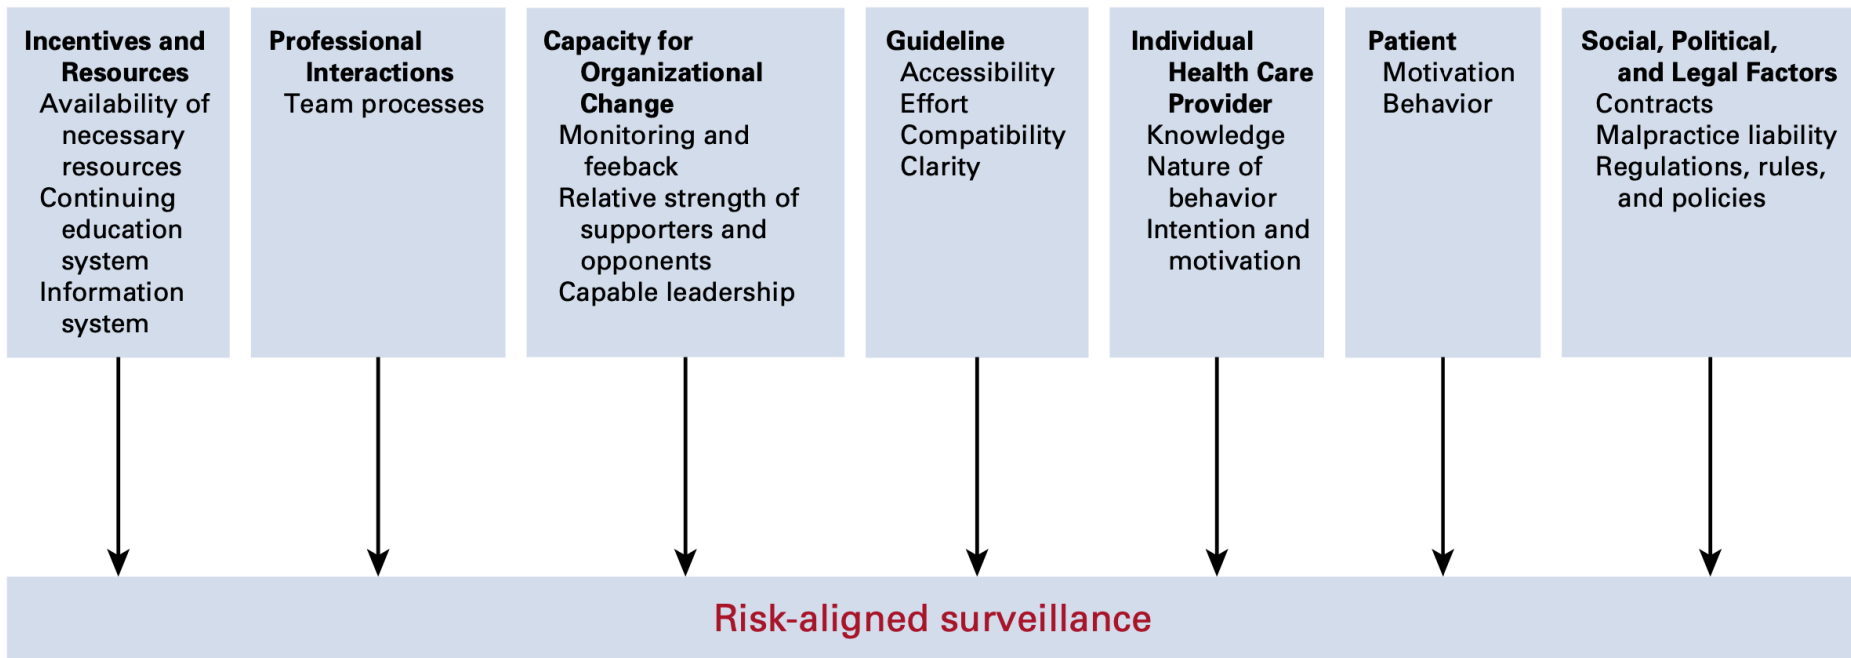 Incentives and
Resources
Availability of
necessary
resources
Continuing
education
system
Information
system
Professional
Interactions
Team processes
Capacity for
Organizational
Change
Monitoring and
feeback
Relative strength of
supporters and
opponents
Capable leadership
Guideline
Accessibility
Effort
Compatibility
Clarity
Individual
Health Care
Provider
Knowledge
Nature of
behavior
Intention and
motivation
Patient
Motivation
Behavior
Social, Political,
and Legal Factors
Contracts
Malpractice liability
Regulations, rules,
and policies
Risk-aligned surveillance